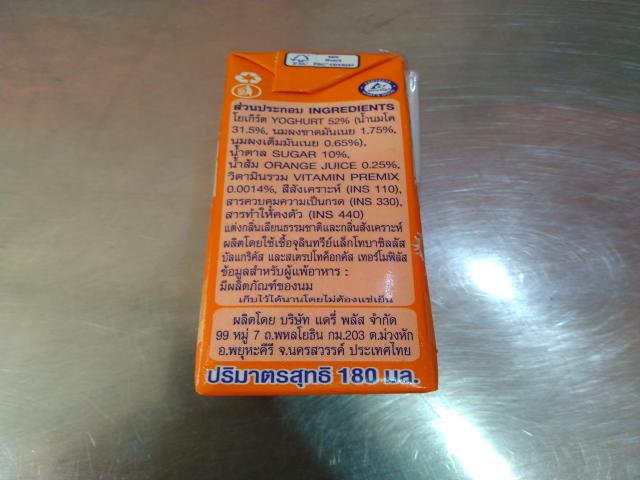 ส่วนประกอบ INGREDIENTS
โยเกิร์ต YOGHURT 52% (น้ำนมโค
31.5%, นมผงขาดมันเนย 1.75%,
นมผงเต็มมันเนย 0.65%),
น้ำตาล SUGAR 10%,
น้ำส้ม ORANGE JUICE 0.25%,
วิตามินรวม VITAMIN PREMIX
0.0014%, สีสังเคราะห์ (INS 110),
สารควบคุมความเป็นกรด (INS 330),
สารทำให้คงตัว (INS 440)
แต่งกลิ่นเลียนธรรมชาติและกลิ่นสังเคราะห์
ผลิตโดยใช้เชื้อจุลินทรีย์แล็กโทบาซิลลัส
บัลแกริคัส และสเตรปโทค็อกคัส เทอร์โมฟิลัส
ข้อมูลสำหรับผู้แพ้อาหาร :
มีผลิตภัณฑ์ของนม
เก็บไว้ได้นานโดยไม่ต้องแช่เย็น
ผลิตโดย บริษัท แดรี่ พลัส จำกัด
99 หมู่ 7 ถ.พหลโยธิน กม.203 ต.ม่วงหัก
อ.พยุหะคีรี จ.นครสวรรค์ ประเทศไทย
ปริมาตรสุทธิ 180 มล.